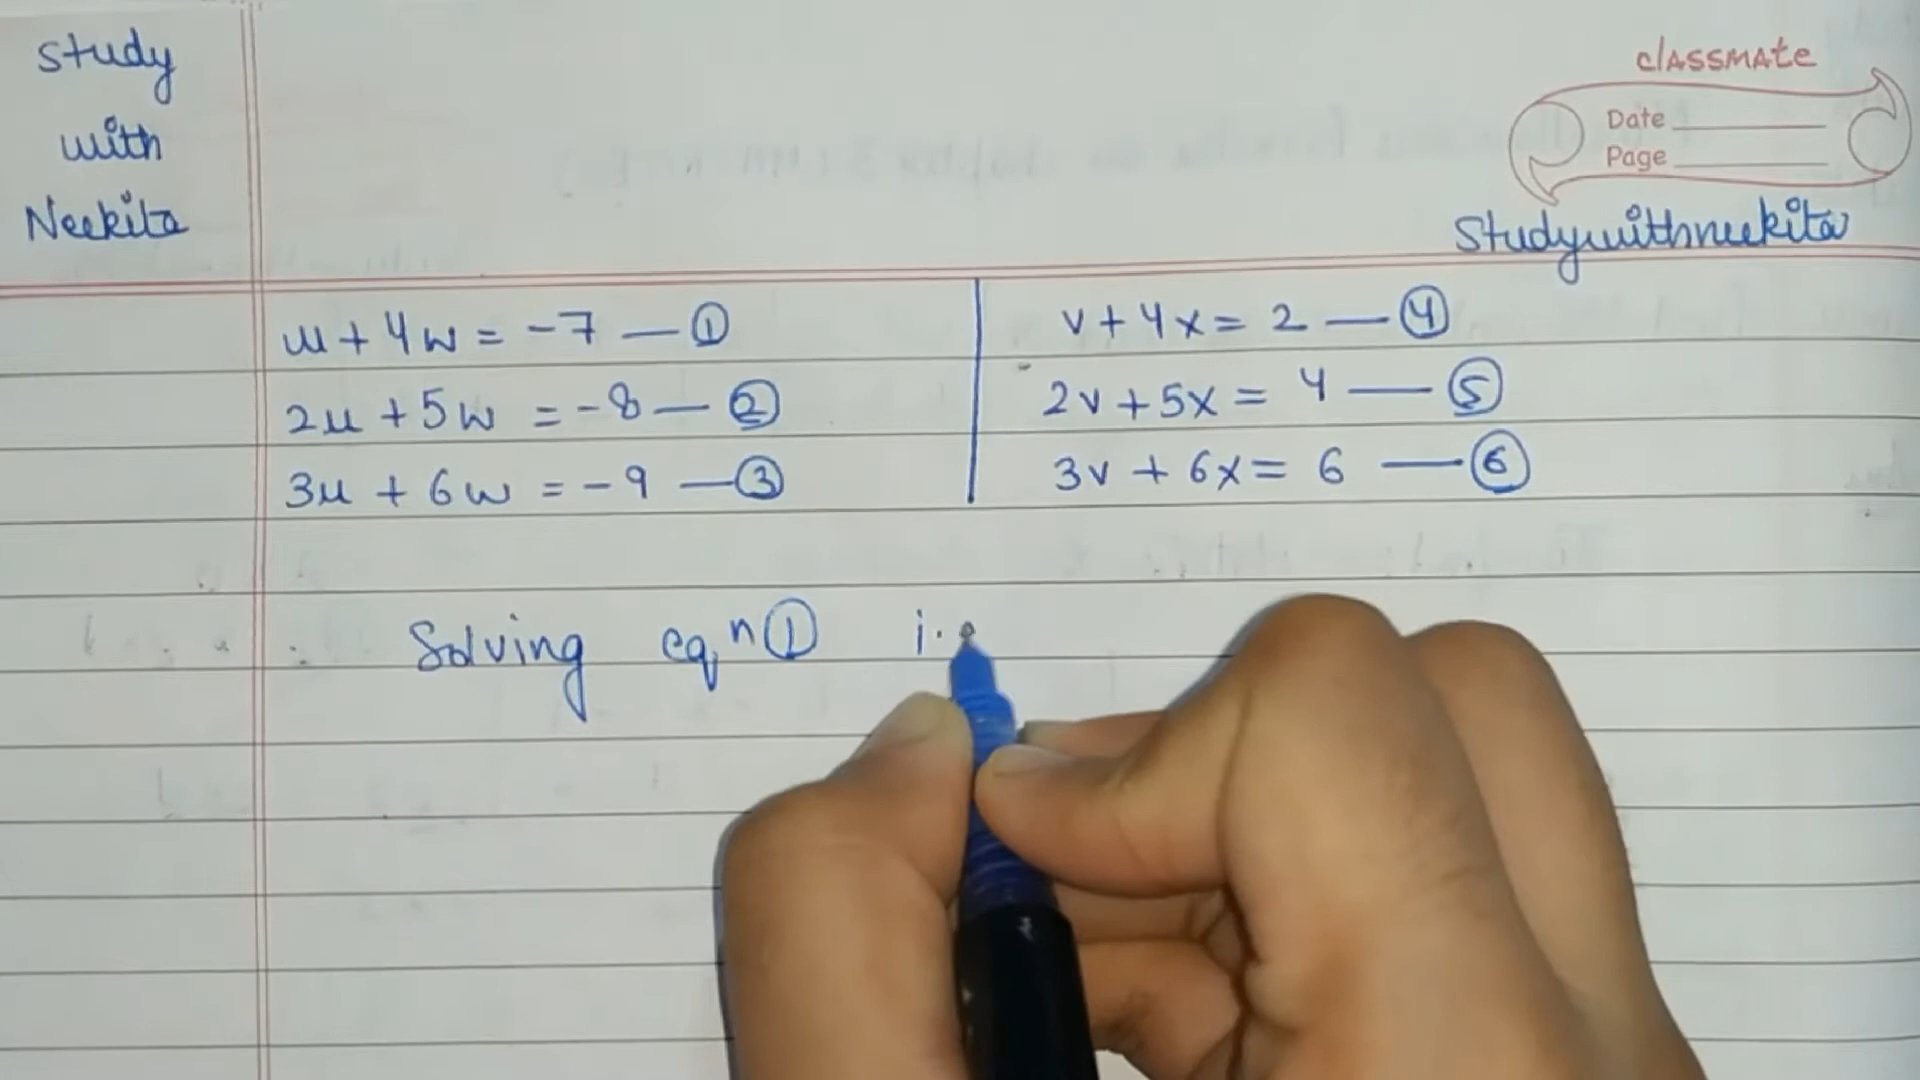 Study
with
Neekita
classmate
Date
Page
Studywithneekita
u + 4w = -7 — ①
2u + 5w = -8 — ②
3u + 6w = -9 — ③
v + 4x = 2 — ④
2v + 5x = 4 — ⑤
3v + 6x = 6 — ⑥
Solving eqⁿ ① i.e